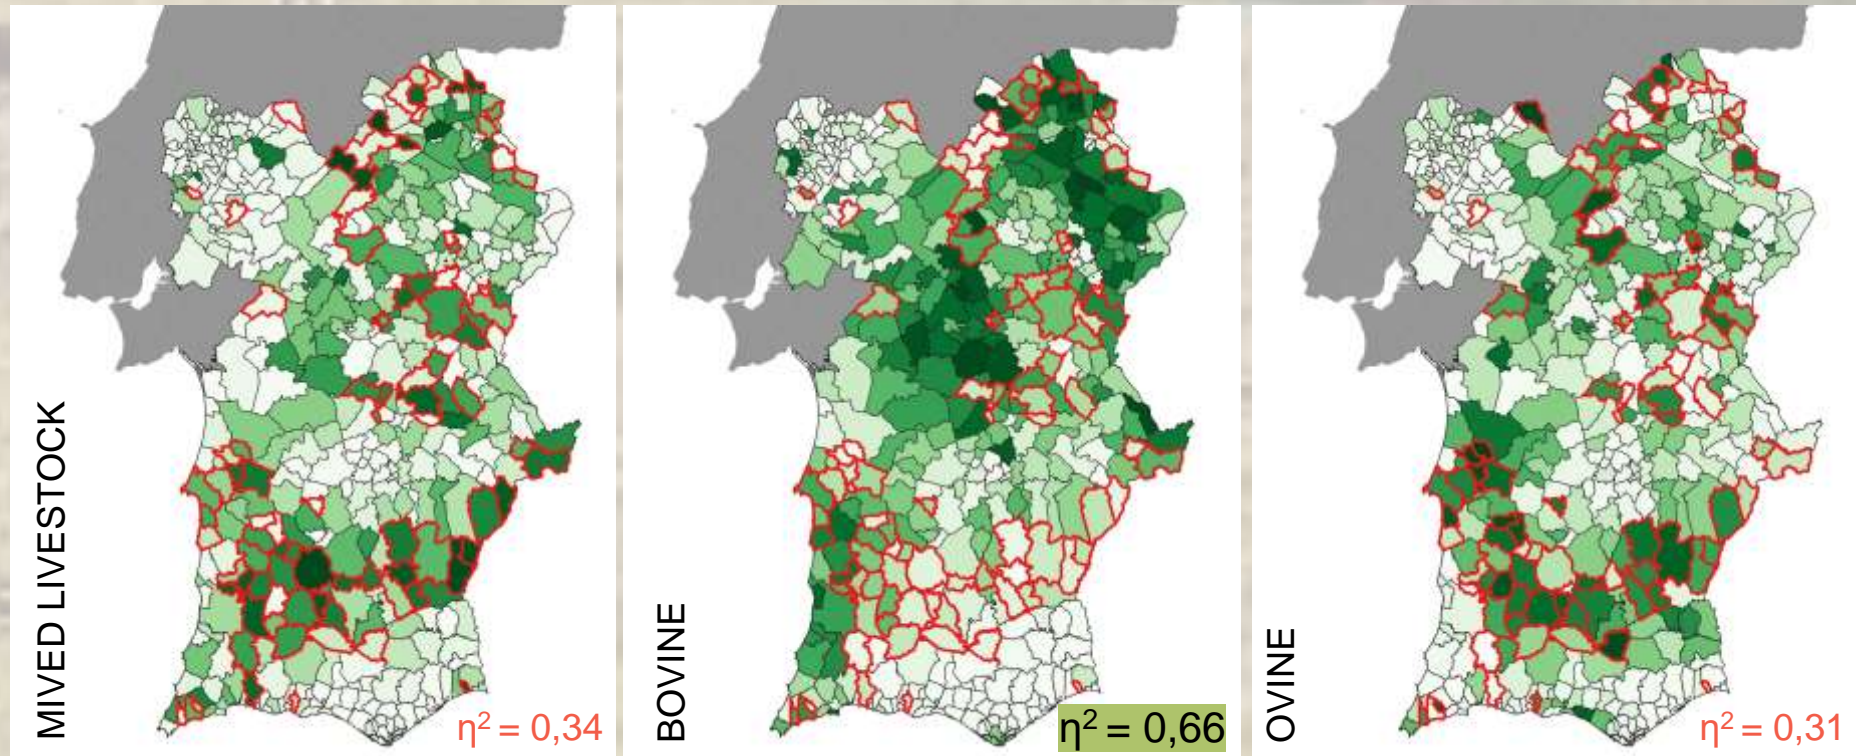 MIVED LIVESTOCK
η² = 0,34
BOVINE
η² = 0,66
OVINE
η² = 0,31